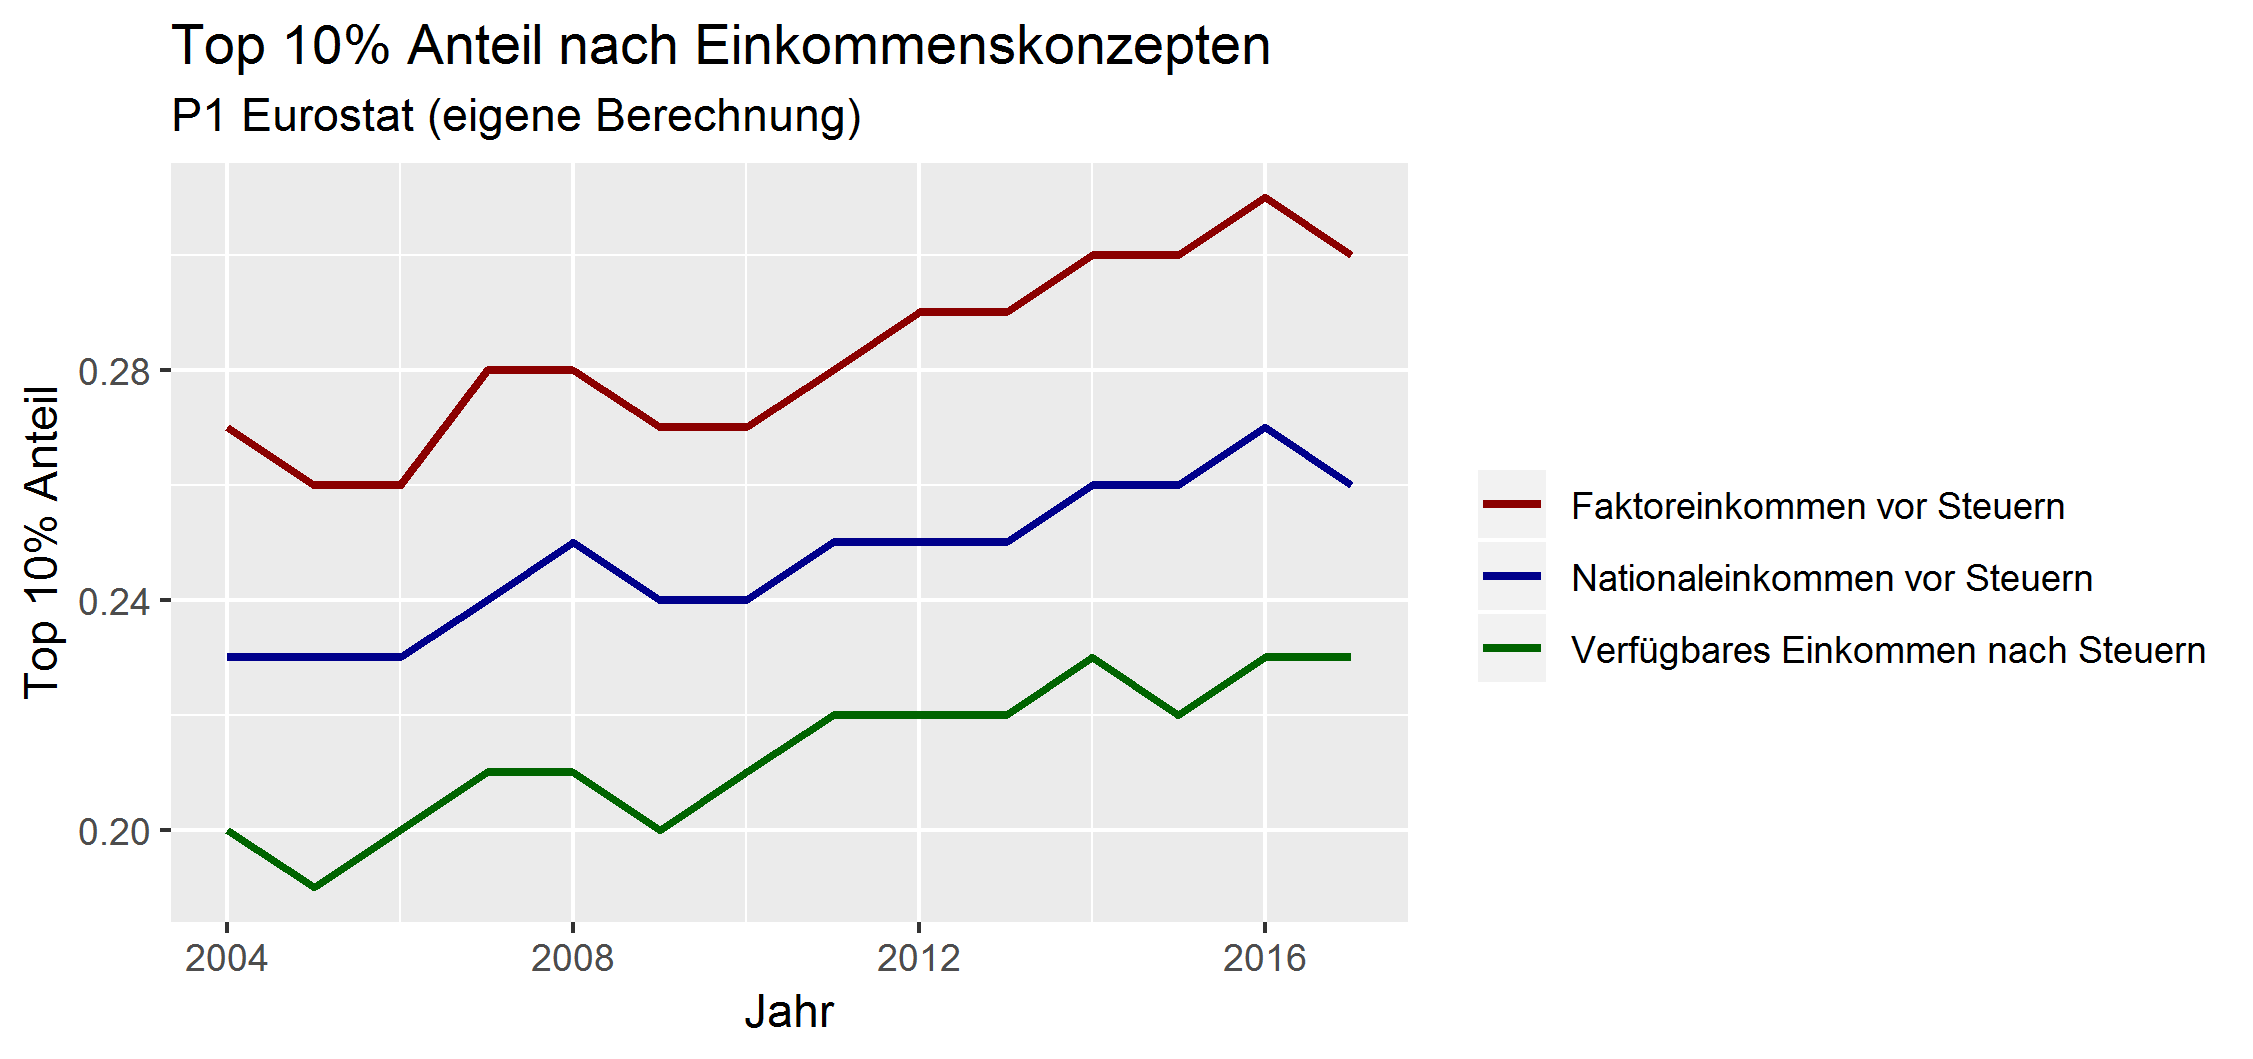 Top 10% Anteil nach Einkommenskonzepten
P1 Eurostat (eigene Berechnung)
Top 10% Anteil
0.28
0.24
0.20
2004
2008
2012
2016
Jahr
Faktoreinkommen vor Steuern
Nationaleinkommen vor Steuern
Verfügbares Einkommen nach Steuern